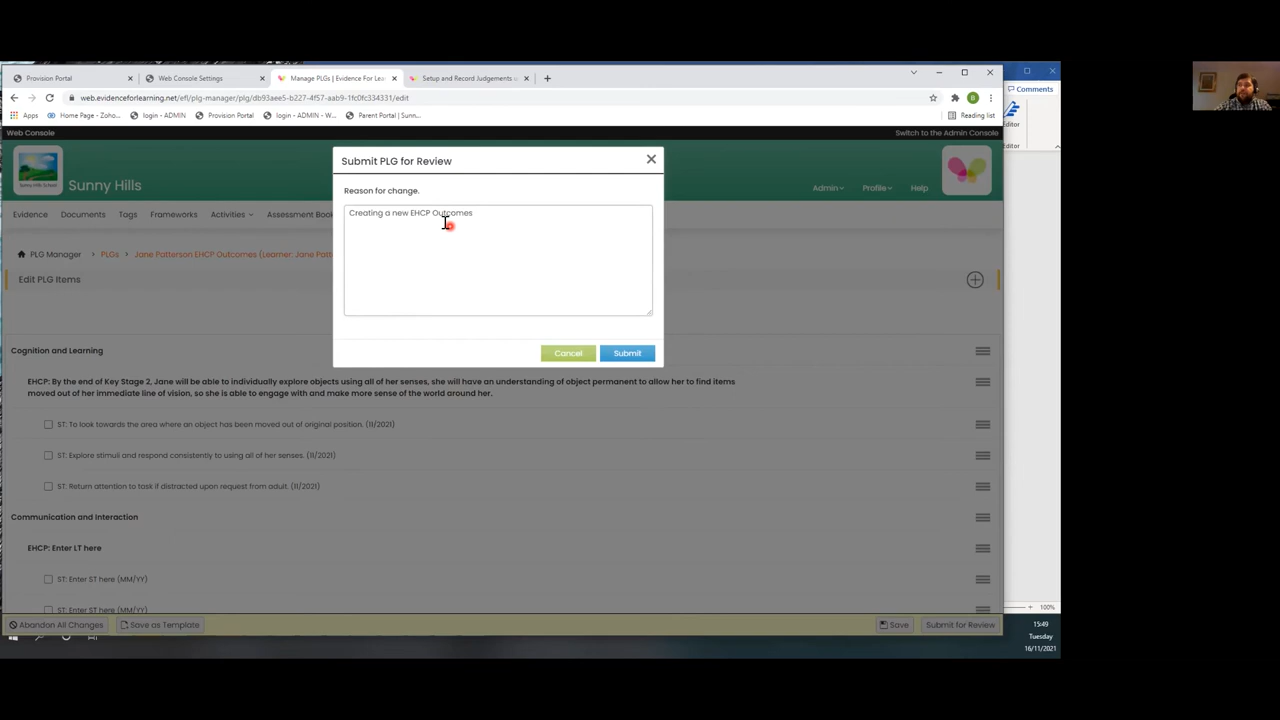 Provision Portal
Web Console Settings
Manage PLGs | Evidence For Lea
Setup and Record Judgements u
web.evidenceforlearning.net/efl/plg-manager/plg/db93aee5-b227-4f57-aab9-1fc0fc334331/edit
Comments
Apps
Home Page - Zoho...
login - ADMIN
Provision Portal
login - ADMIN - W...
Parent Portal | Sunn...
Reading list
Editor
Web Console
Switch to the Admin Console
Editor
Submit PLG for Review
Sunny Hills School
Sunny Hills
Reason for change.
Admin
Profile
Help
Evidence
Documents
Tags
Frameworks
Activities
Assessment Book
Creating a new EHCP Outcomes
PLG Manager
PLGs
Jane Patterson EHCP Outcomes (Learner: Jane Patt
Edit PLG Items
Cancel
Submit
Cognition and Learning
EHCP: By the end of Key Stage 2, Jane will be able to individually explore objects using all of her senses, she will have an understanding of object permanent to allow her to find items
moved out of her immediate line of vision, so she is able to engage with and make more sense of the world around her.
ST: To look towards the area where an object has been moved out of original position. (11/2021)
ST: Explore stimuli and respond consistently to using all of her senses. (11/2021)
ST: Return attention to task if distracted upon request from adult. (11/2021)
Communication and Interaction
EHCP: Enter LT here
ST: Enter ST here (MM/YY)
ST: Enter ST here (MM/YY)
100%
Abandon All Changes
Save as Template
Save
Submit for Review
15:49
Tuesday
16/11/2021